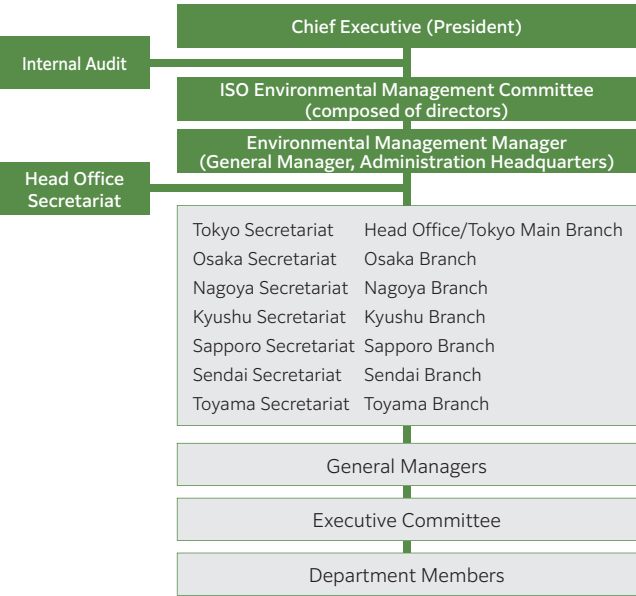 Chief Executive (President)
Internal Audit
ISO Environmental Management Committee
(composed of directors)
Environmental Management Manager
(General Manager, Administration Headquarters)
Head Office
Secretariat
Tokyo Secretariat Head Office/Tokyo Main Branch
Osaka Secretariat Osaka Branch
Nagoya Secretariat Nagoya Branch
Kyushu Secretariat Kyushu Branch
Sapporo Secretariat Sapporo Branch
Sendai Secretariat Sendai Branch
Toyama Secretariat Toyama Branch
General Managers
Executive Committee
Department Members